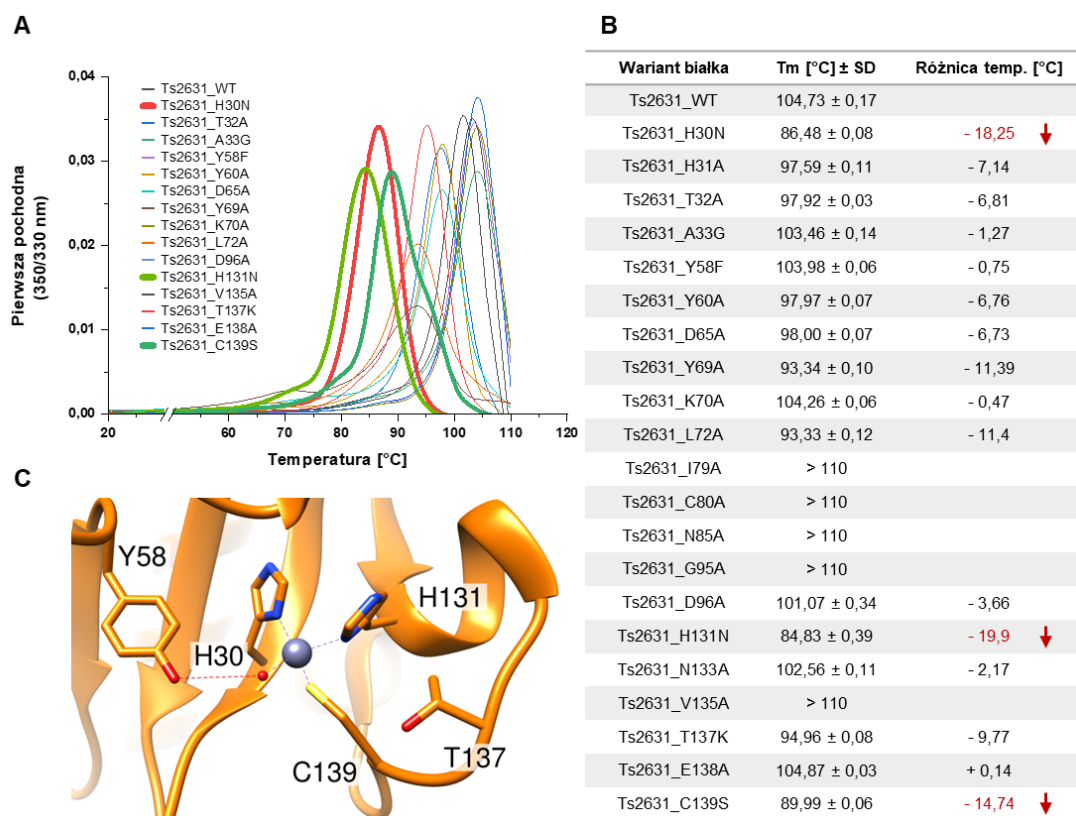 A
Pierwsza pochodna
(350/330 nm)
0,04
0,03
0,02
0,01
0,00
Ts2631_WT
Ts2631_H30N
Ts2631_T32A
Ts2631_A33G
Ts2631_Y58F
Ts2631_Y60A
Ts2631_D65A
Ts2631_Y69A
Ts2631_K70A
Ts2631_L72A
Ts2631_D96A
Ts2631_H131N
Ts2631_V135A
Ts2631_T137K
Ts2631_E138A
Ts2631_C139S
20 60 70 80 90 100 110 120
Temperatura [°C]
B
Wariant białka Tm [°C] ± SD Różnica temp. [°C]
Ts2631_WT 104,73 ± 0,17
Ts2631_H30N 86,48 ± 0,08 - 18,25
Ts2631_H31A 97,59 ± 0,11 - 7,14
Ts2631_T32A 97,92 ± 0,03 - 6,81
Ts2631_A33G 103,46 ± 0,14 - 1,27
Ts2631_Y58F 103,98 ± 0,06 - 0,75
Ts2631_Y60A 97,97 ± 0,07 - 6,76
Ts2631_D65A 98,00 ± 0,07 - 6,73
Ts2631_Y69A 93,34 ± 0,10 - 11,39
Ts2631_K70A 104,26 ± 0,06 - 0,47
Ts2631_L72A 93,33 ± 0,12 - 11,4
Ts2631_I79A > 110
Ts2631_C80A > 110
Ts2631_N85A > 110
Ts2631_G95A > 110
Ts2631_D96A 101,07 ± 0,34 - 3,66
Ts2631_H131N 84,83 ± 0,39 - 19,9
Ts2631_N133A 102,56 ± 0,11 - 2,17
Ts2631_V135A > 110
Ts2631_T137K 94,96 ± 0,08 - 9,77
Ts2631_E138A 104,87 ± 0,03 + 0,14
Ts2631_C139S 89,99 ± 0,06 - 14,74
C
Y58
H30
H131
C139
T137